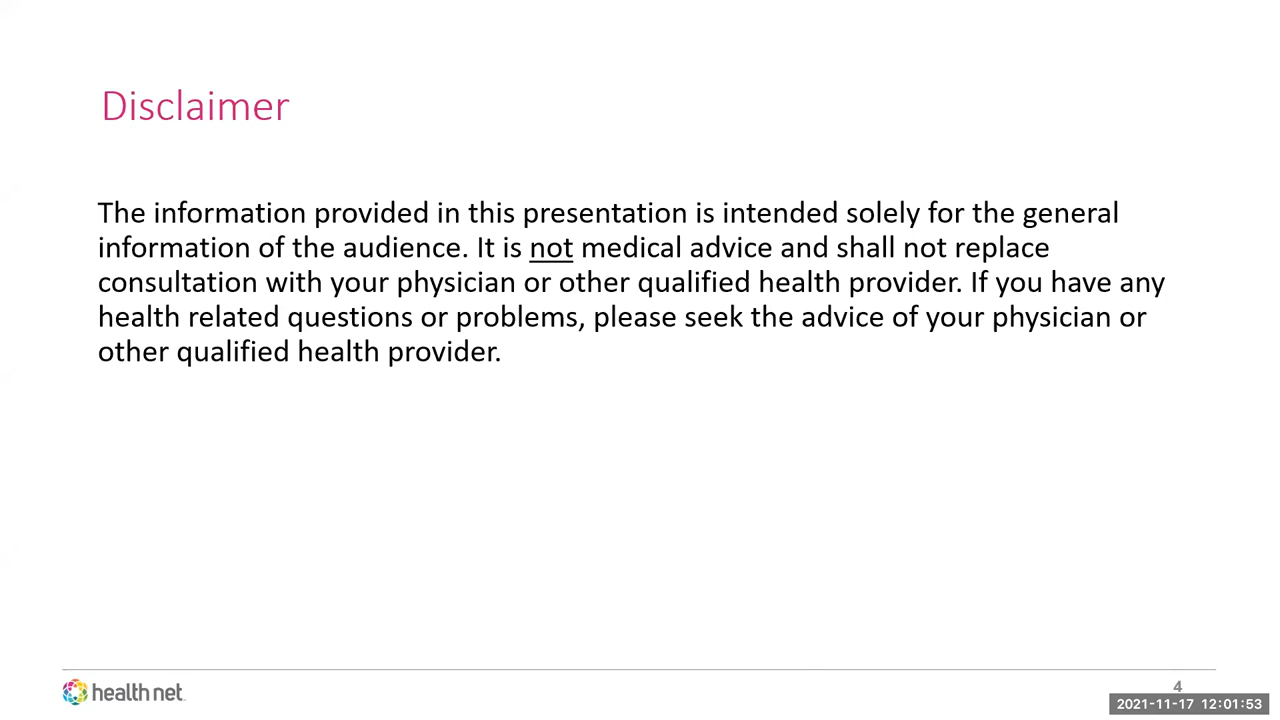 Disclaimer
The information provided in this presentation is intended solely for the general
information of the audience. It is not medical advice and shall not replace
consultation with your physician or other qualified health provider. If you have any
health related questions or problems, please seek the advice of your physician or
other qualified health provider.
health net
4
2021-11-17 12:01:53